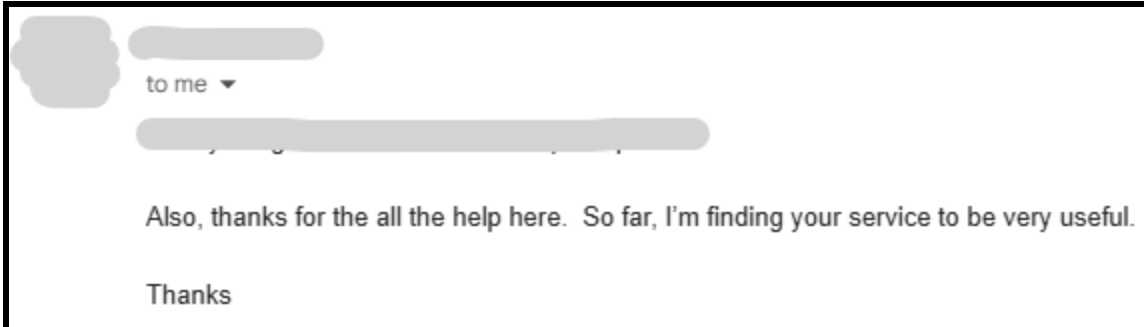 to me
Also, thanks for the all the help here.  So far, I'm finding your service to be very useful.
Thanks